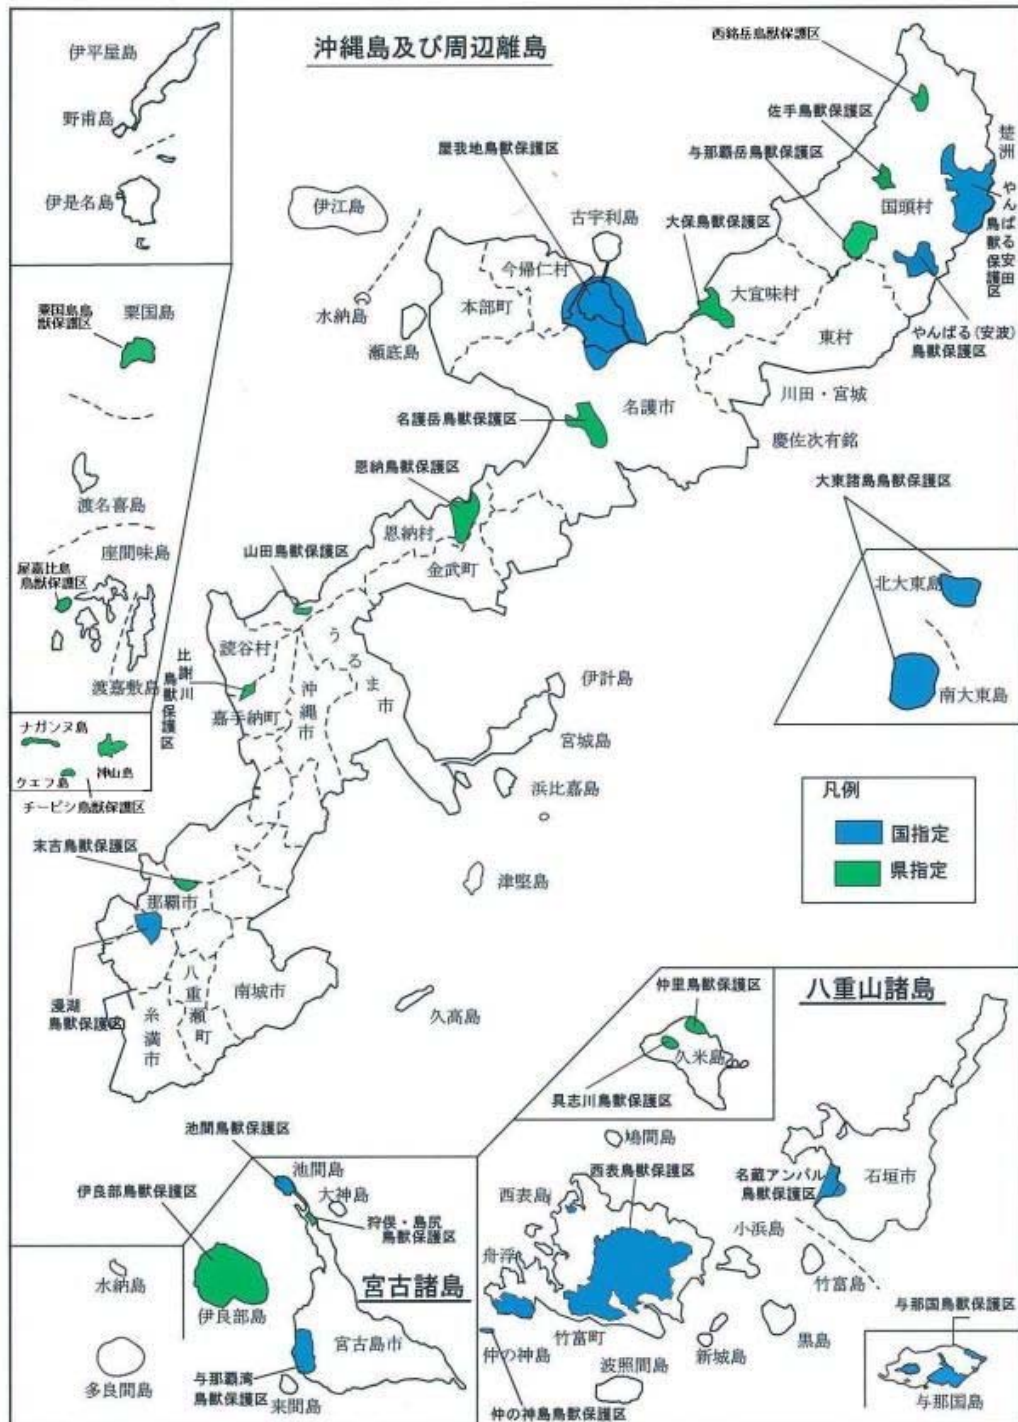 沖縄島及び周辺離島
伊平屋島
野甫島
伊是名島
西銘岳鳥獣保護区
佐手鳥獣保護区
与那覇岳鳥獣保護区
屋我地鳥獣保護区
楚洲
やんばる安田
鳥獣保護区
国頭村
伊江島
古宇利島
大保鳥獣保護区
今帰仁村
本部町
大宜味村
水納島
瀬底島
東村
やんばる(安波)
鳥獣保護区
粟国島鳥
獣保護区
粟国島
川田・宮城
名護市
名護岳鳥獣保護区
慶佐次有銘
恩納鳥獣保護区
大東諸島鳥獣保護区
渡名喜島
恩納村
座間味島
山田鳥獣保護区
金武町
屋嘉比島
鳥獣保護区
北大東島
渡嘉敷島
読谷村
うるま市
比謝川
鳥獣保護区
沖縄市
嘉手納町
伊計島
南大東島
宮城島
ナガンヌ島
神山島
クエフ島
チービシ鳥獣保護区
浜比嘉島
凡例
国指定
県指定
末吉鳥獣保護区
津堅島
那覇市
漫湖
鳥獣保護区
八重瀬町
南城市
糸満市
久高島
仲里鳥獣保護区
久米島
具志川鳥獣保護区
八重山諸島
池間鳥獣保護区
池間島
大神島
伊良部鳥獣保護区
狩俣・島尻
鳥獣保護区
鳩間島
西表鳥獣保護区
西表島
名蔵アンパル
鳥獣保護区
石垣市
小浜島
舟浮
竹富島
水納島
宮古諸島
伊良部島
宮古島市
与那覇湾
鳥獣保護区
来間島
多良間島
竹富町
仲の神島
新城島
黒島
波照間島
仲の神島鳥獣保護区
与那国鳥獣保護区
与那国島